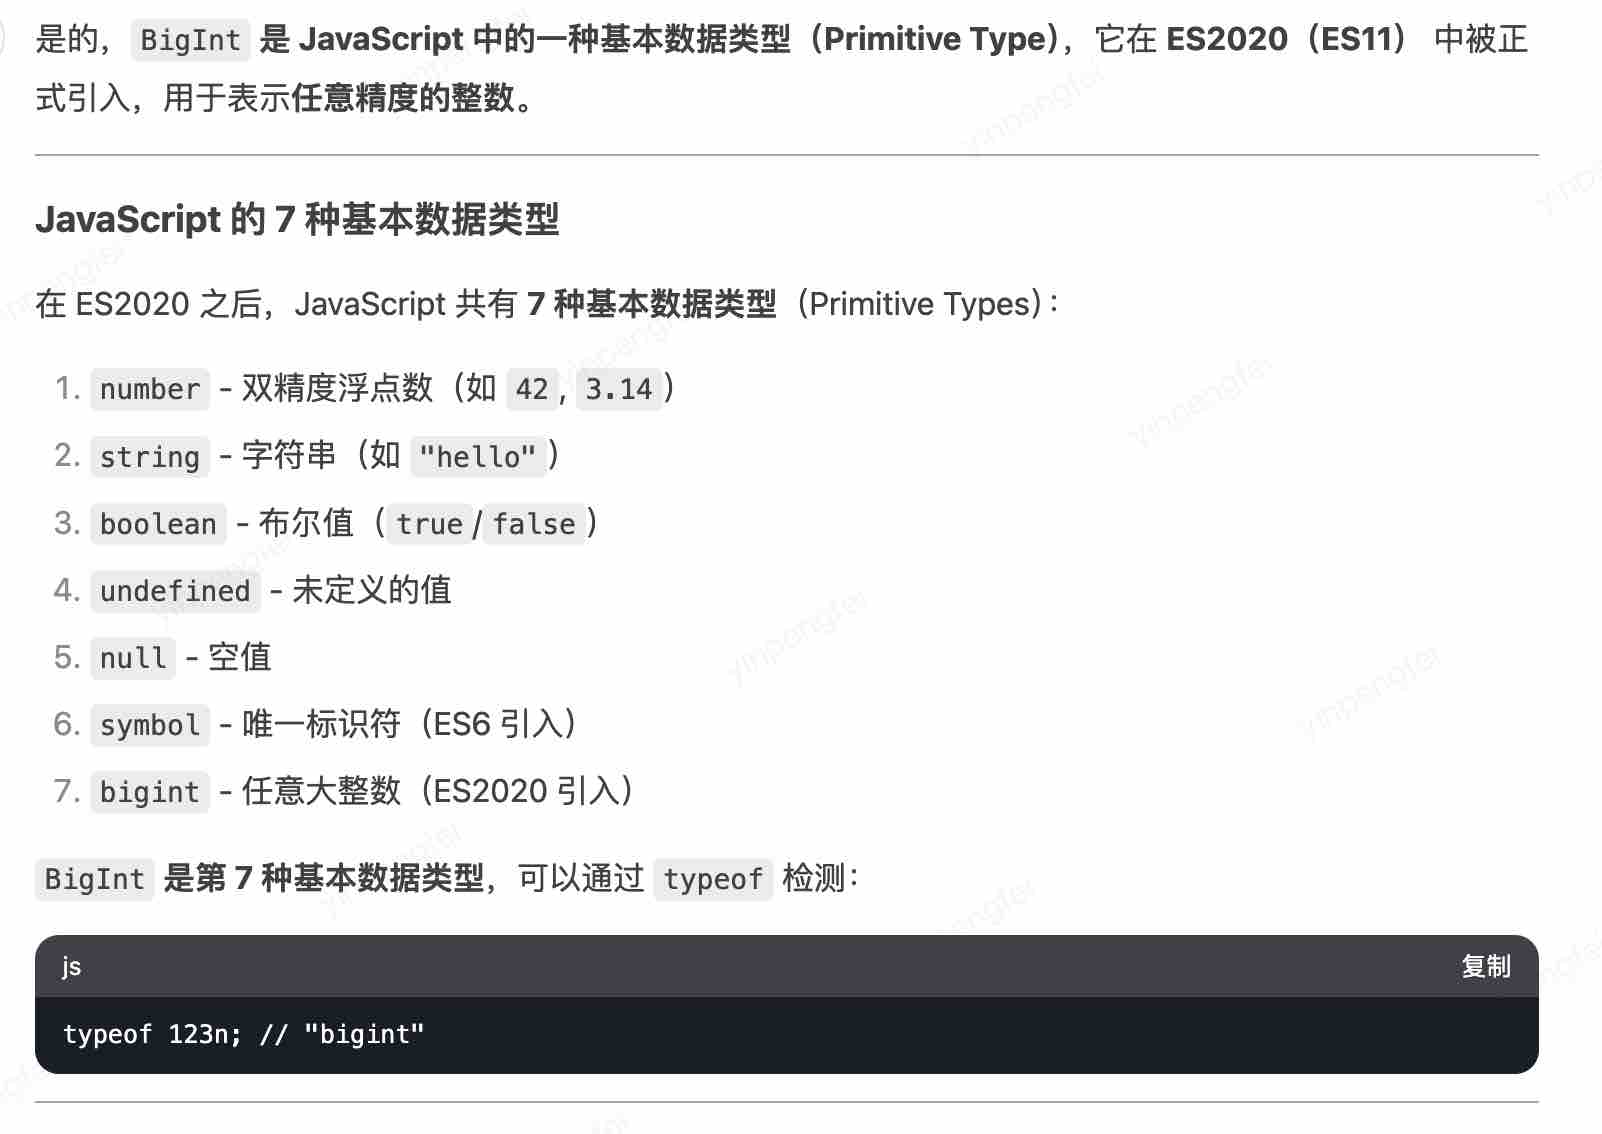 是的，BigInt 是 JavaScript 中的一种基本数据类型（Primitive Type），它在 ES2020（ES11） 中被正
式引入，用于表示任意精度的整数。
JavaScript 的 7 种基本数据类型
在 ES2020 之后，JavaScript 共有 7 种基本数据类型（Primitive Types）：
1. number - 双精度浮点数（如 42, 3.14）
2. string - 字符串（如 "hello"）
3. boolean - 布尔值（true/false）
4. undefined - 未定义的值
5. null - 空值
6. symbol - 唯一标识符（ES6 引入）
7. bigint - 任意大整数（ES2020 引入）
BigInt 是第 7 种基本数据类型，可以通过 typeof 检测：
js 复制
typeof 123n; // "bigint"
yinpengfei
yinpengfei
yinpengfei
yinpengfei